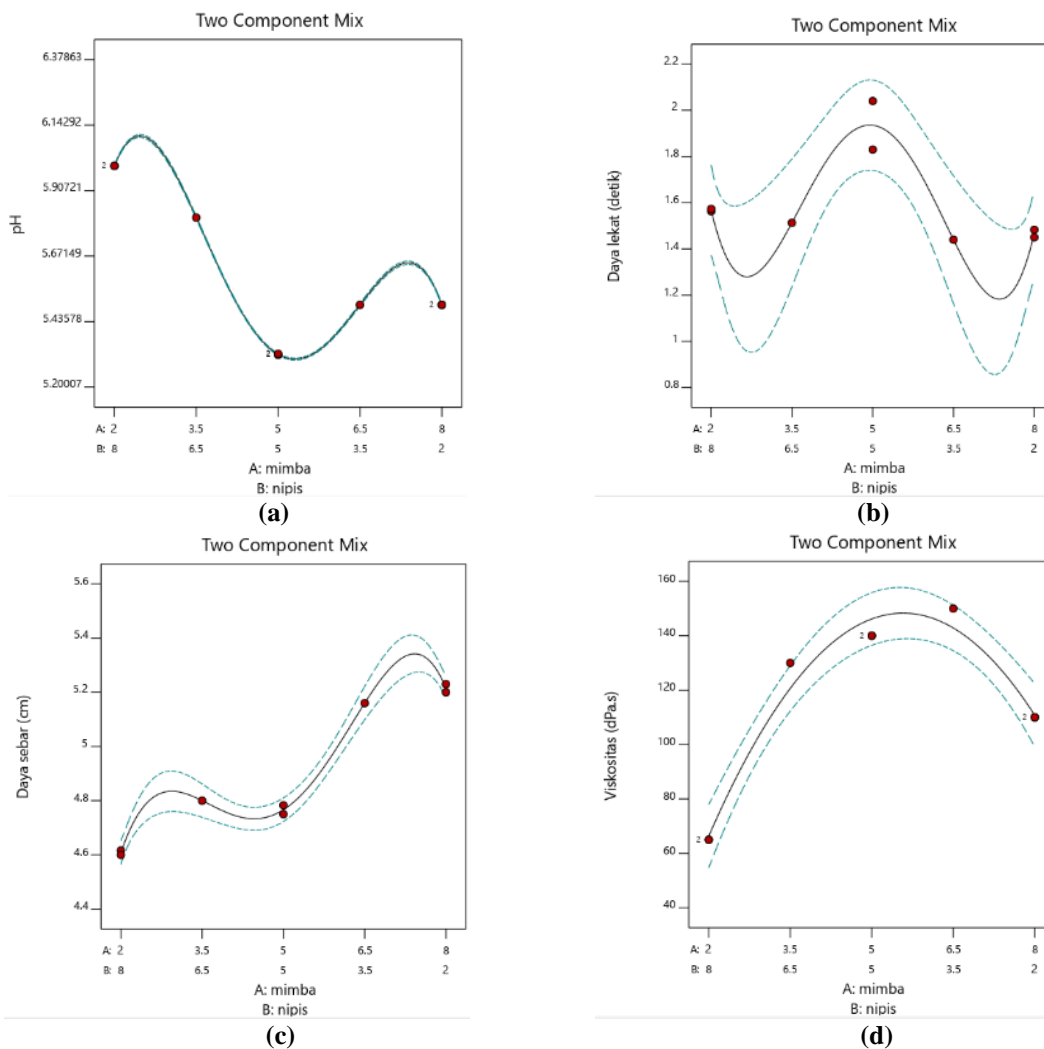 Two Component Mix
6.37863
6.14292
5.90721
5.67149
5.43578
5.20007
pH
2
2
2
A: 2 3.5 5 6.5 8
B: 8 6.5 5 3.5 2
A: mimba
B: nipis
(a)
Two Component Mix
2.2
2
1.8
1.6
1.4
1.2
1
0.8
Daya lekat (detik)
A: 2 3.5 5 6.5 8
B: 8 6.5 5 3.5 2
A: mimba
B: nipis
(b)
Two Component Mix
5.6
5.4
5.2
5
4.8
4.6
4.4
Daya sebar (cm)
A: 2 3.5 5 6.5 8
B: 8 6.5 5 3.5 2
A: mimba
B: nipis
(c)
Two Component Mix
160
140
120
100
80
60
40
Viskositas (dPa.s)
2
2
2
A: 2 3.5 5 6.5 8
B: 8 6.5 5 3.5 2
A: mimba
B: nipis
(d)